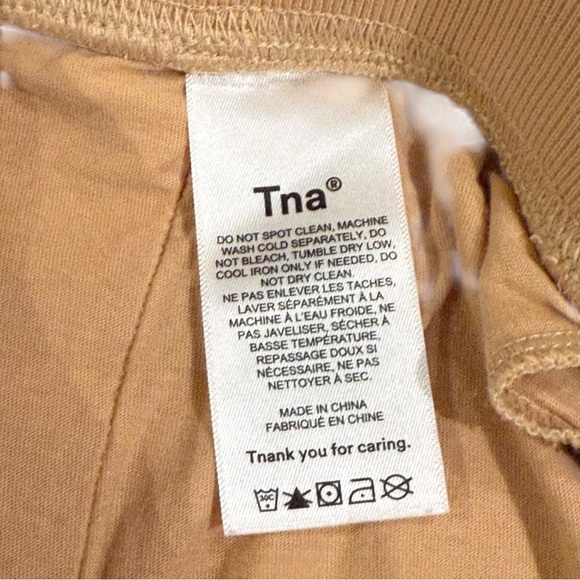 Tna®
DO NOT SPOT CLEAN, MACHINE
WASH COLD SEPARATELY, DO
NOT BLEACH, TUMBLE DRY LOW,
COOL IRON ONLY IF NEEDED, DO
NOT DRY CLEAN.
NE PAS ENLEVER LES TACHES,
LAVER SÉPARÉMENT À LA
MACHINE À L'EAU FROIDE, NE
PAS JAVELISER, SÉCHER À
BASSE TEMPÉRATURE,
REPASSAGE DOUX SI
NÉCESSAIRE, NE PAS
NETTOYER À SEC.
MADE IN CHINA
FABRIQUÉ EN CHINE
Tnank you for caring.
30C